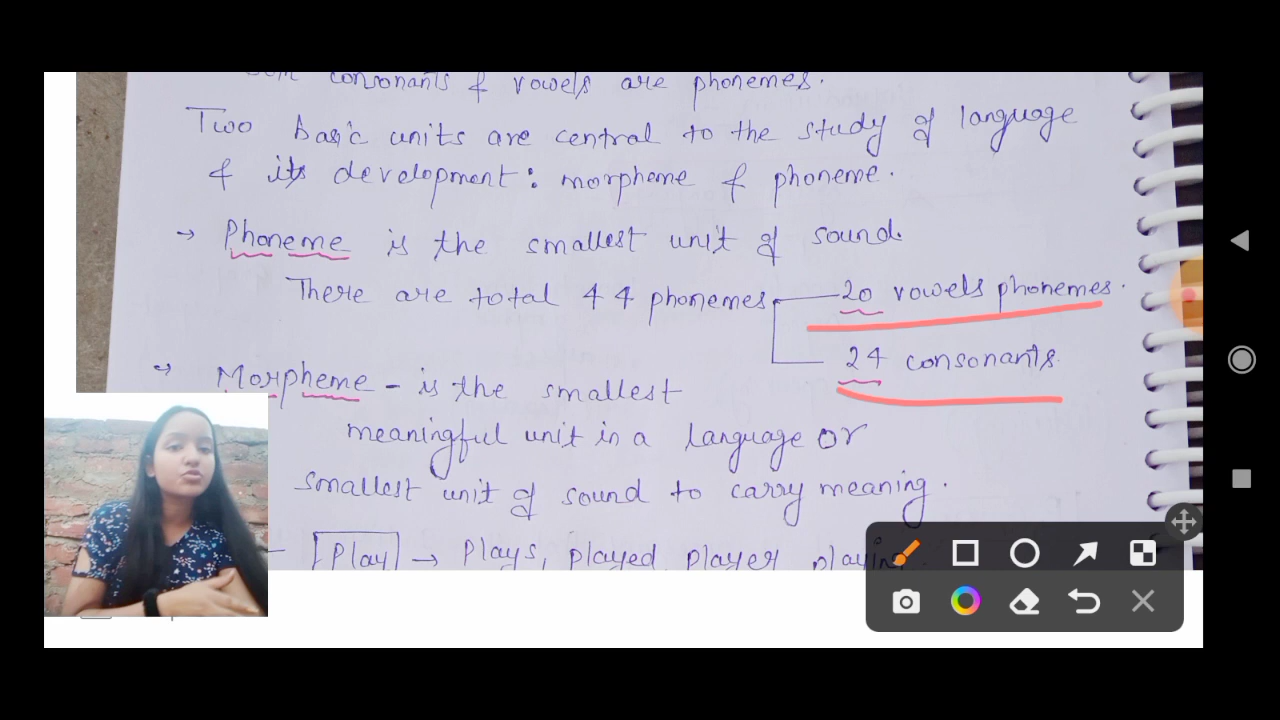 Both consonants & vowels are phonemes.
Two basic units are central to the study of language
& its development: morpheme & phoneme.
→ Phoneme is the smallest unit of sound.
There are total 44 phonemes 20 vowels phonemes.
24 consonants.
→ Morpheme - is the smallest
meaningful unit in a language or
smallest unit of sound to carry meaning.
- Play → Plays, played player playing.